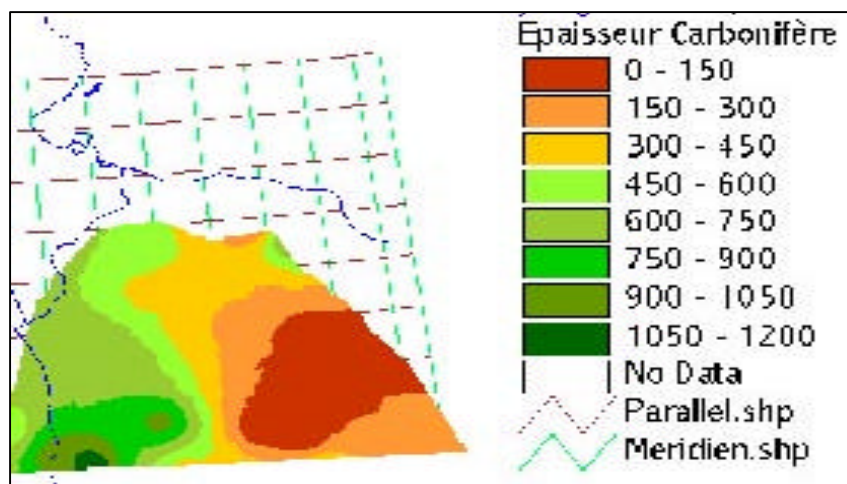 Epaisseur Carbonifère
0 - 150
150 - 300
300 - 450
450 - 600
600 - 750
750 - 900
900 - 1050
1050 - 1200
No Data
Parallel.shp
Meridien.shp